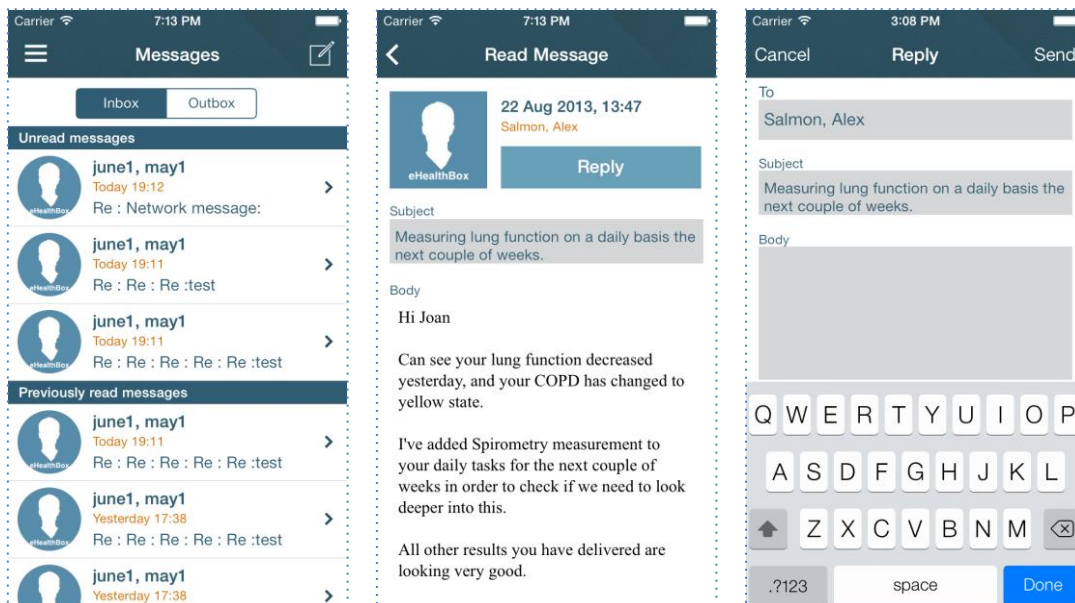 Carrier 7:13 PM
Messages
Inbox Outbox
Unread messages
eHealthBox
june1, may1
Today 19:12
Re : Network message:
eHealthBox
june1, may1
Today 19:11
Re : Re : Re :test
eHealthBox
june1, may1
Today 19:11
Re : Re : Re : Re : Re :test
Previously read messages
eHealthBox
june1, may1
Today 19:11
Re : Re : Re : Re : Re :test
eHealthBox
june1, may1
Yesterday 17:38
Re : Re : Re : Re : Re :test
june1, may1
Yesterday 17:38
Carrier 7:13 PM
Read Message
eHealthBox
22 Aug 2013, 13:47
Salmon, Alex
Reply
Subject
Measuring lung function on a daily basis the
next couple of weeks.
Body
Hi Joan
Can see your lung function decreased
yesterday, and your COPD has changed to
yellow state.
I've added Spirometry measurement to
your daily tasks for the next couple of
weeks in order to check if we need to look
deeper into this.
All other results you have delivered are
looking very good.
Carrier 3:08 PM
Cancel Reply Send
To
Salmon, Alex
Subject
Measuring lung function on a daily basis the
next couple of weeks.
Body
Q W E R T Y U I O P
A S D F G H J K L
Z X C V B N M
.?123 space Done